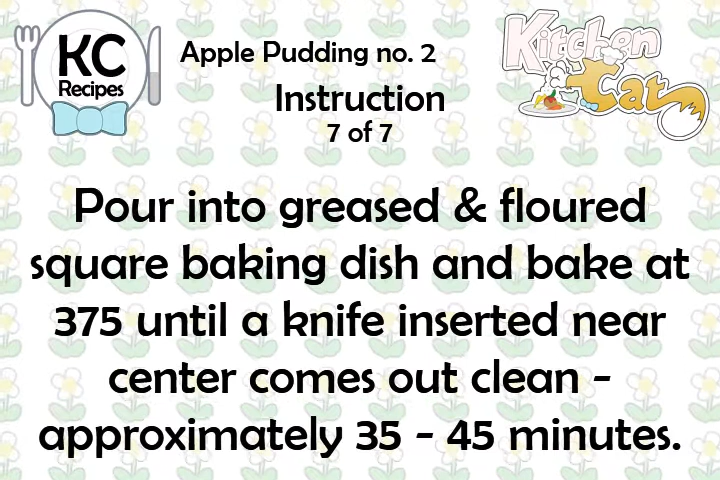 KC
Recipes
Apple Pudding no. 2
Kitchen
Cat
Instruction
7 of 7
Pour into greased & floured
square baking dish and bake at
375 until a knife inserted near
center comes out clean -
approximately 35 - 45 minutes.